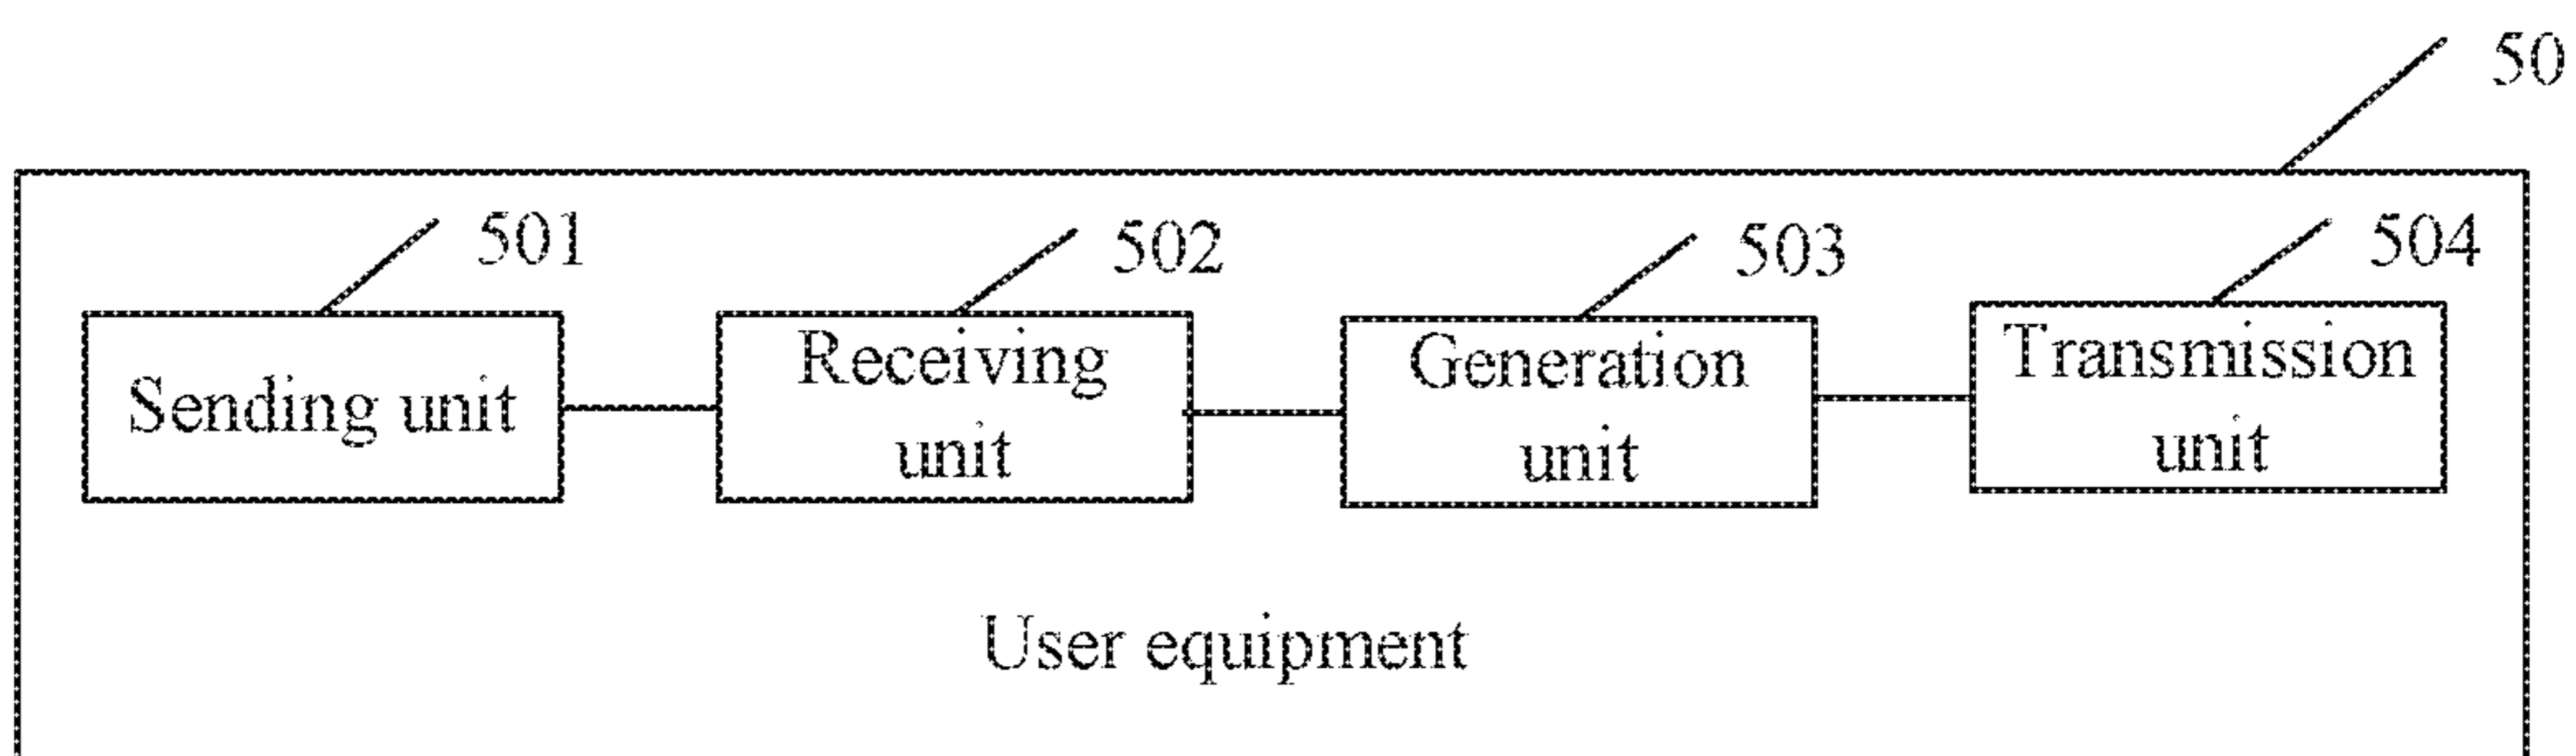 50
501
502
503
504
Sending unit
Receiving
unit
Generation
unit
Transmission
unit
User equipment